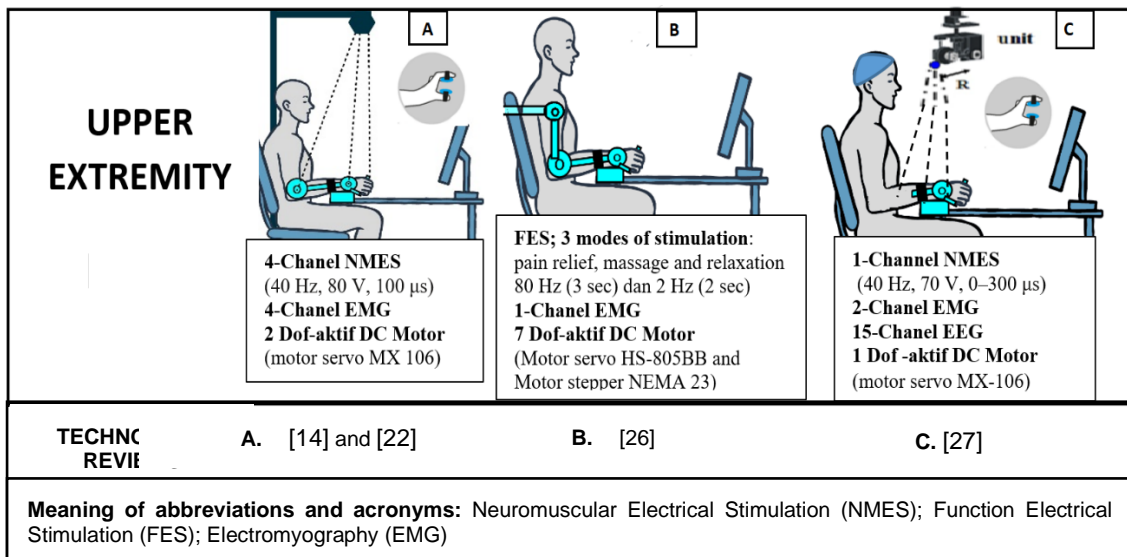 A
B
unit
C
R
UPPER
EXTREMITY
4-Chanel NMES
(40 Hz, 80 V, 100 µs)
4-Chanel EMG
2 Dof-aktif DC Motor
(motor servo MX 106)
FES; 3 modes of stimulation:
pain relief, massage and relaxation
80 Hz (3 sec) dan 2 Hz (2 sec)
1-Chanel EMG
7 Dof-aktif DC Motor
(Motor servo HS-805BB and
Motor stepper NEMA 23)
1-Channel NMES
(40 Hz, 70 V, 0–300 µs)
2-Chanel EMG
15-Chanel EEG
1 Dof -aktif DC Motor
(motor servo MX-106)
A. [14] and [22]
B. [26]
C. [27]
Meaning of abbreviations and acronyms: Neuromuscular Electrical Stimulation (NMES); Function Electrical
Stimulation (FES); Electromyography (EMG)